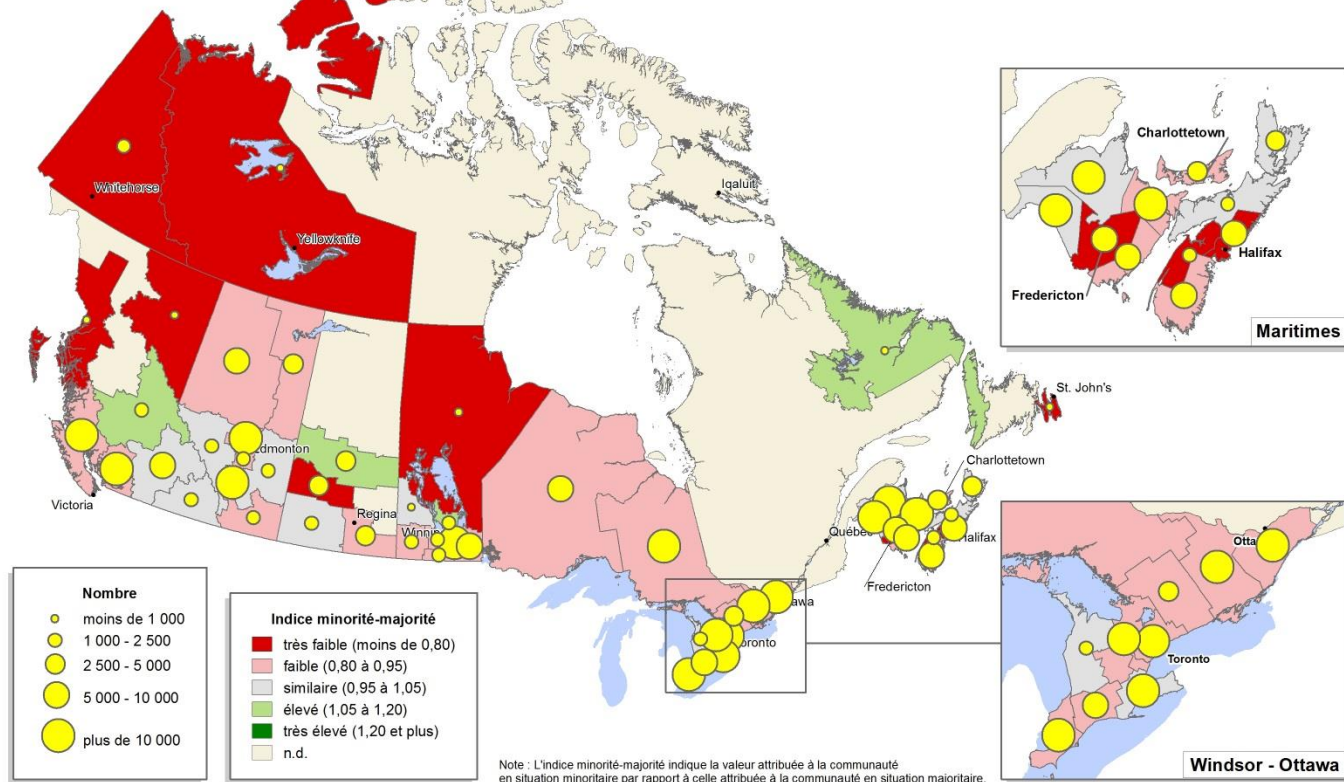 Whitehorse
Yellowknife
Iqaluit
Charlottetown
Halifax
Fredericton
Maritimes
St. John's
Edmonton
Charlottetown
Victoria
Regina
Winnip
Québec
Halifax
Fredericton
awa
oronto
Otta
Toronto
Windsor - Ottawa
Nombre
moins de 1 000
1 000 - 2 500
2 500 - 5 000
5 000 - 10 000
plus de 10 000
Indice minorité-majorité
très faible (moins de 0,80)
faible (0,80 à 0,95)
similaire (0,95 à 1,05)
élevé (1,05 à 1,20)
très élevé (1,20 et plus)
n.d.
Note : L'indice minorité-majorité indique la valeur attribuée à la communauté
en situation minoritaire par rapport à celle attribuée à la communauté en situation majoritaire.